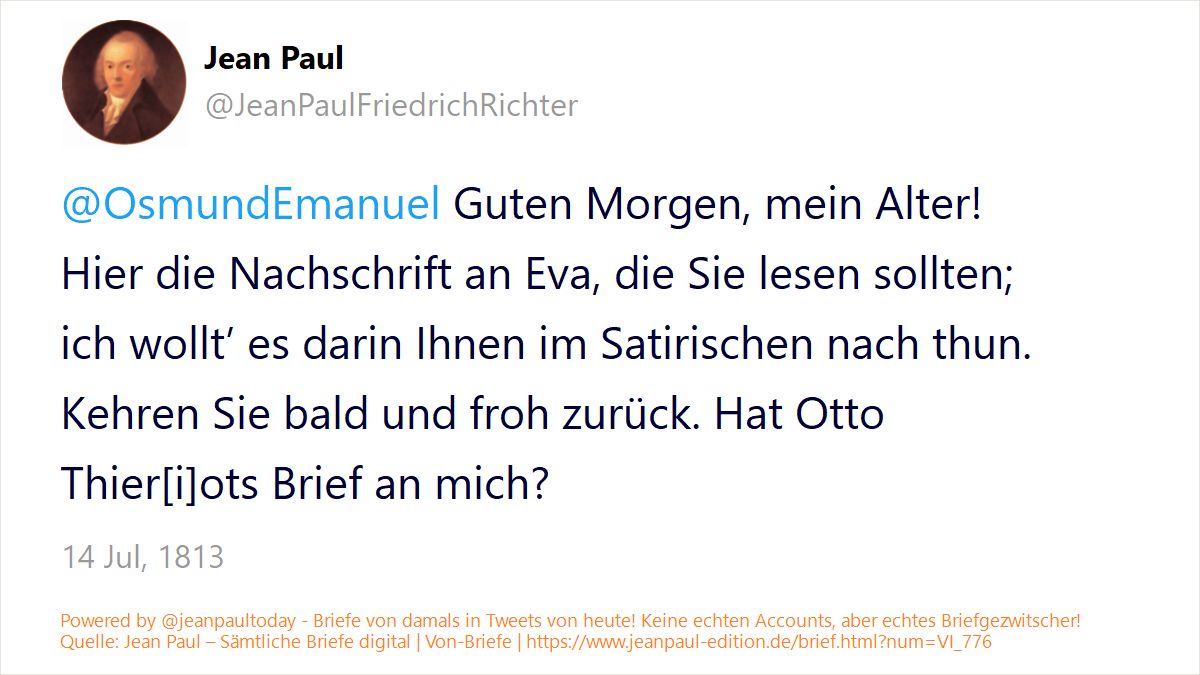 Jean Paul
@JeanPaulFriedrichRichter
@OsmundEmanuel Guten Morgen, mein Alter!
Hier die Nachschrift an Eva, die Sie lesen sollten;
ich wollt’ es darin Ihnen im Satirischen nach thun.
Kehren Sie bald und froh zurück. Hat Otto
Thier[i]ots Brief an mich?
14 Jul, 1813
Powered by @jeanpaultoday - Briefe von damals in Tweets von heute! Keine echten Accounts, aber echtes Briefgezwitscher!
Quelle: Jean Paul – Sämtliche Briefe digital | Von-Briefe | https://www.jeanpaul-edition.de/brief.html?num=VI_776